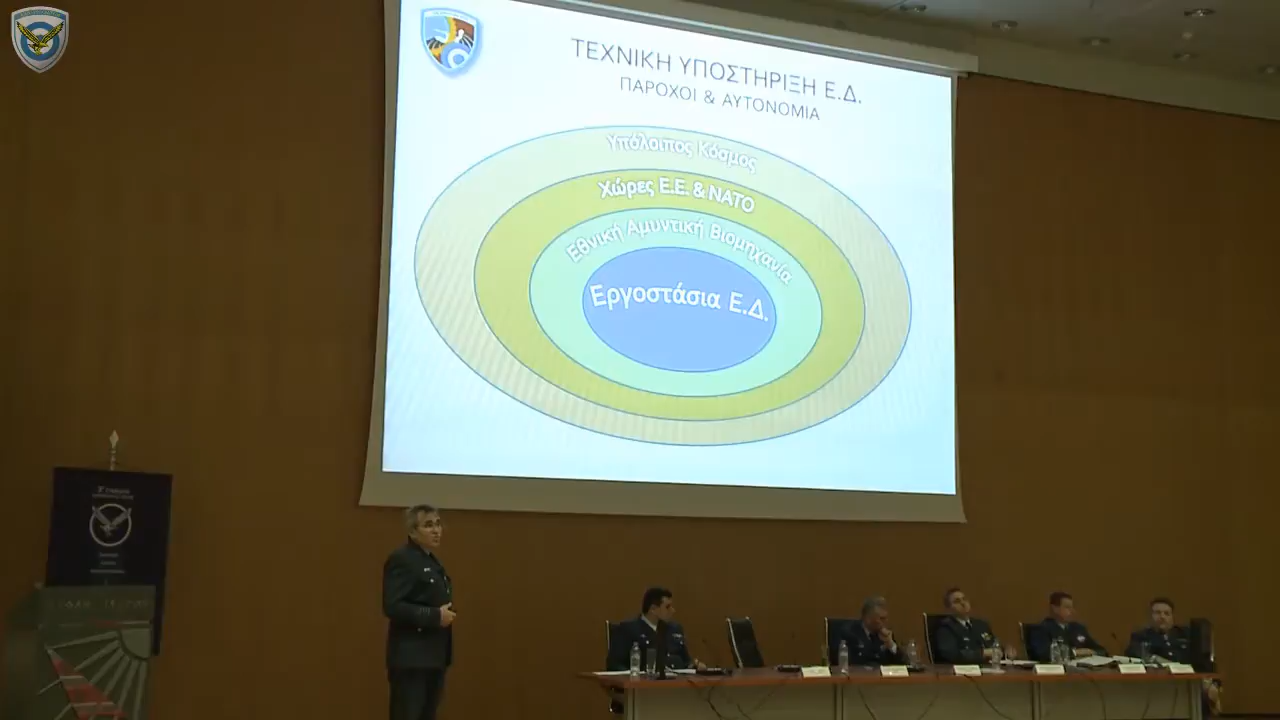 ΤΕΧΝΙΚΗ ΥΠΟΣΤΗΡΙΞΗ Ε.Δ.
ΠΑΡΟΧΟΙ & ΑΥΤΟΝΟΜΙΑ
Υπόλοιπος Κόσμος
Χώρες Ε.Ε. & ΝΑΤΟ
Εθνική Αμυντική Βιομηχανία
Εργοστάσια Ε.Δ.